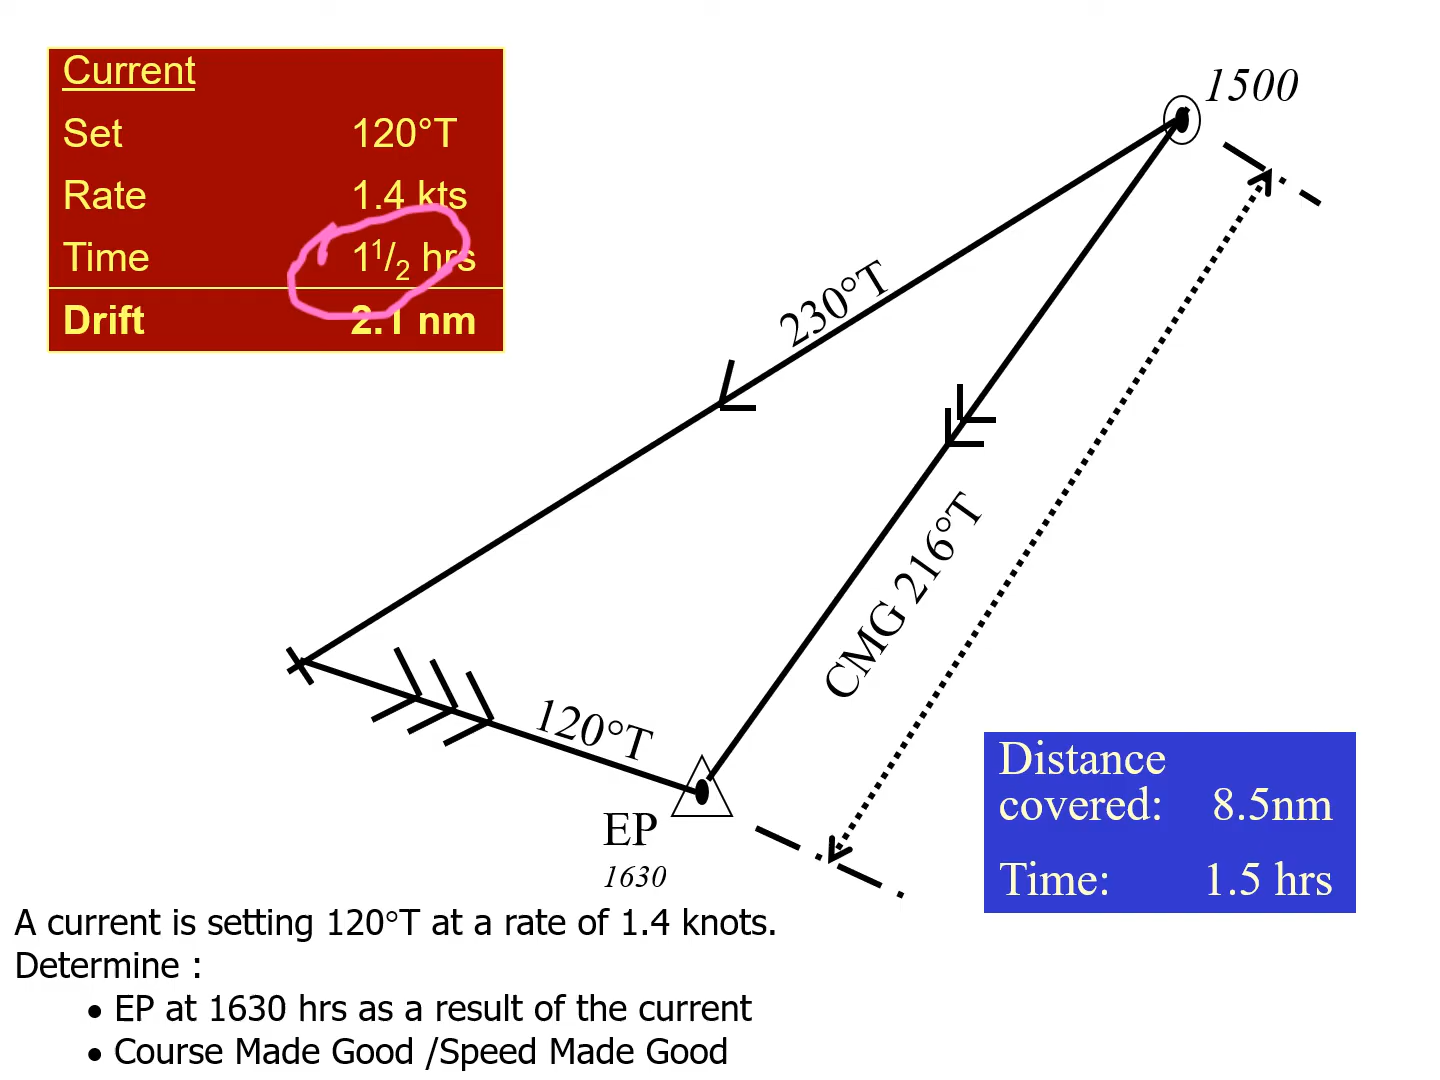 Current
Set 120°T
Rate 1.4 kts
Time 1 1/2 hrs
Drift 2.1 nm
1500
230°T
CMG 216°T
120°T
EP
1630
Distance
covered: 8.5nm
Time: 1.5 hrs
A current is setting 120°T at a rate of 1.4 knots.
Determine :
• EP at 1630 hrs as a result of the current
• Course Made Good /Speed Made Good